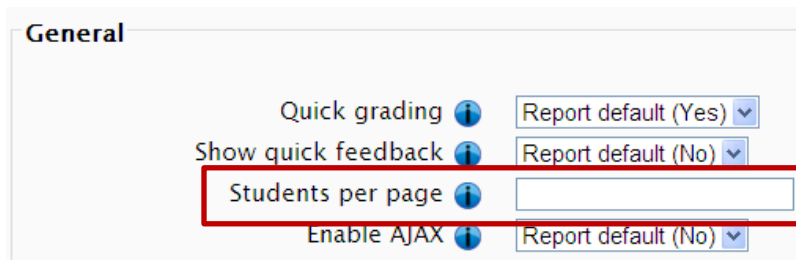 General
Quick grading Report default (Yes)
Show quick feedback Report default (No)
Students per page
Enable AJAX Report default (No)